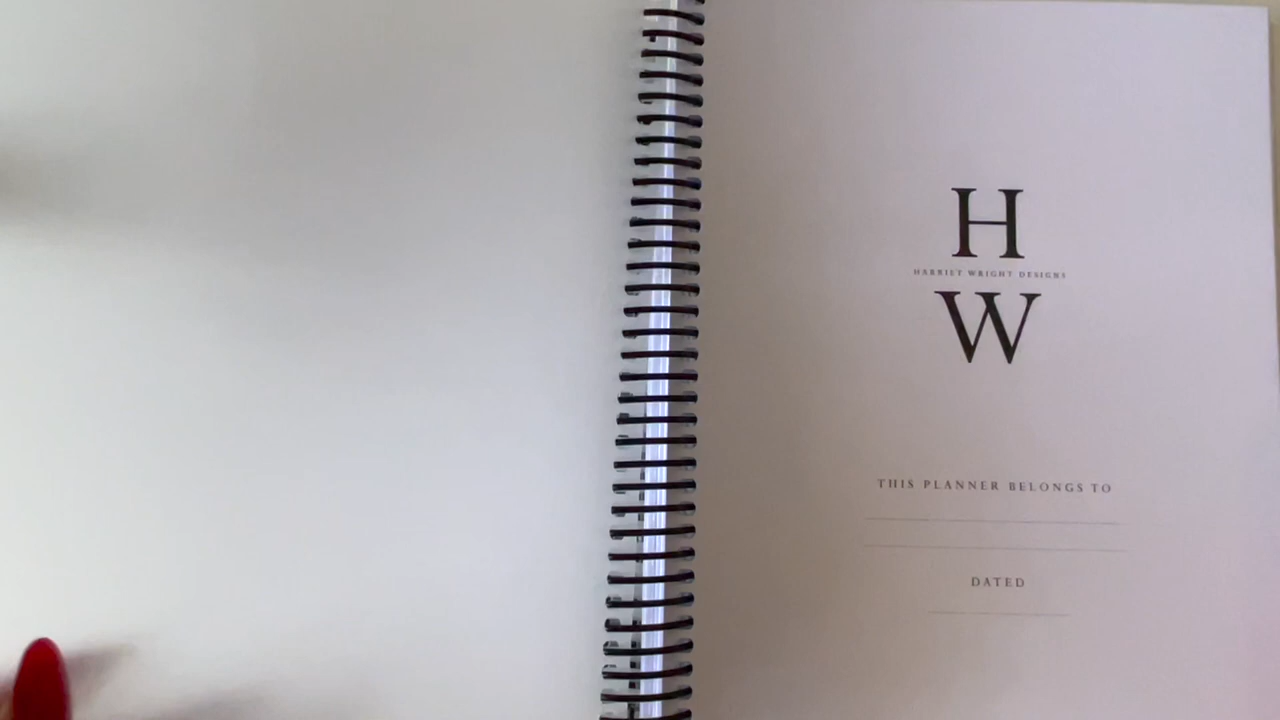 H
HARRIET WRIGHT DESIGNS
W
THIS PLANNER BELONGS TO
DATED